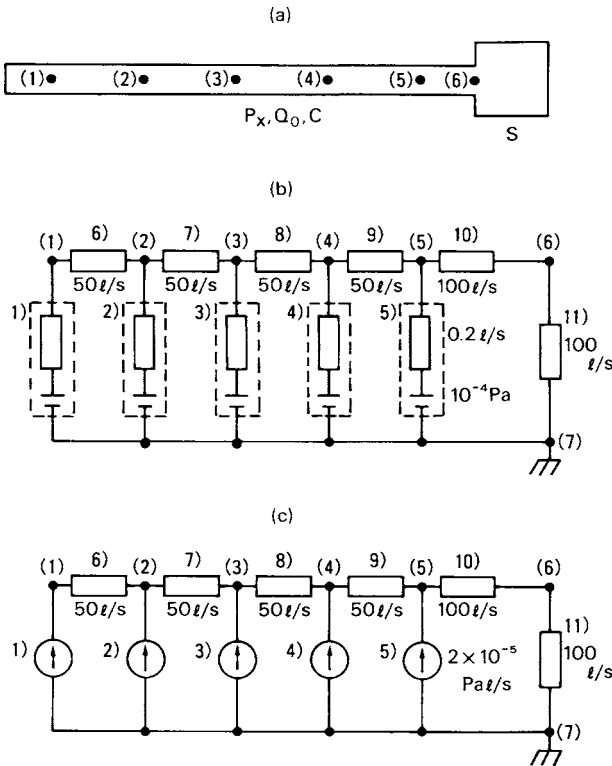 (a)
(1) (2) (3) (4) (5) (6)
Pₓ, Q₀, C
S
(b)
6) 7) 8) 9) 10)
(1) (2) (3) (4) (5) (6)
50ℓ/s 50ℓ/s 50ℓ/s 50ℓ/s 100ℓ/s
1) 2) 3) 4) 5) 11)
0.2ℓ/s 100
ℓ/s
10⁻⁴Pa
(7)
(c)
6) 7) 8) 9) 10)
(1) (2) (3) (4) (5) (6)
50ℓ/s 50ℓ/s 50ℓ/s 50ℓ/s 100ℓ/s
11)
1) 2) 3) 4) 5) 2 × 10⁻⁵ 100
Paℓ/s ℓ/s
(7)